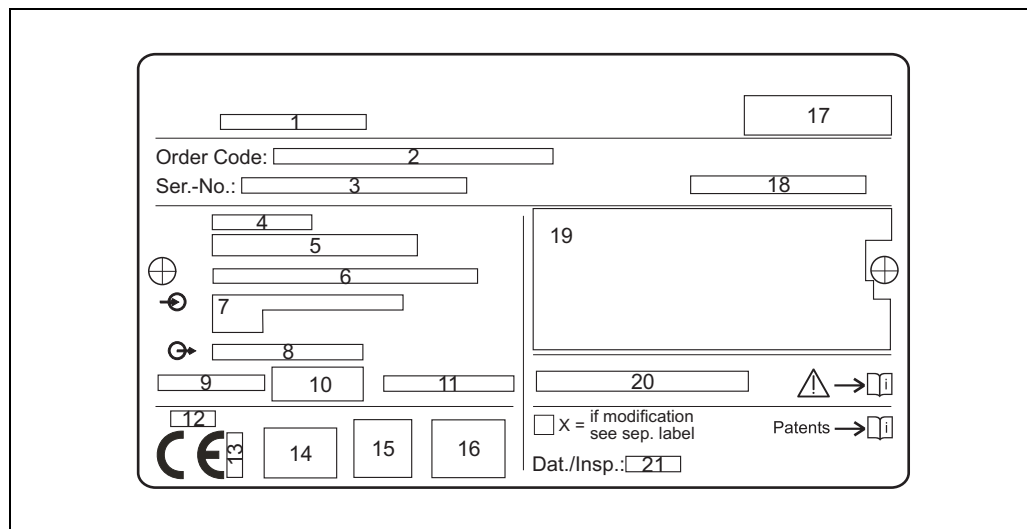 1
17
Order Code: 2
Ser.-No.: 3
18
4
5
6
7
8
9
10
11
12
13
14
15
16
19
20
i
X = if modification
see sep. label
Patents
i
Dat./Insp.: 21